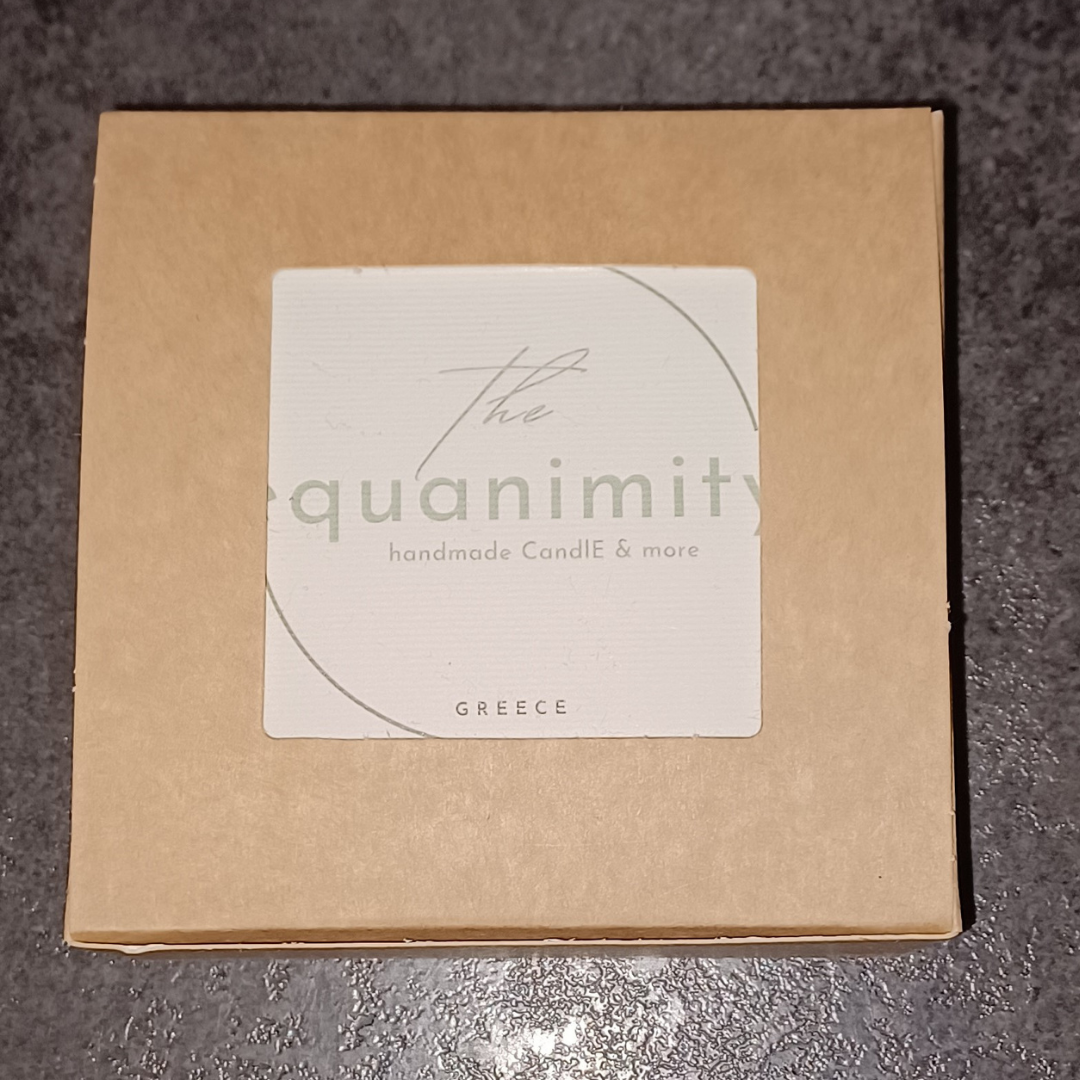 the
equanimity
handmade CandlE & more
GREECE